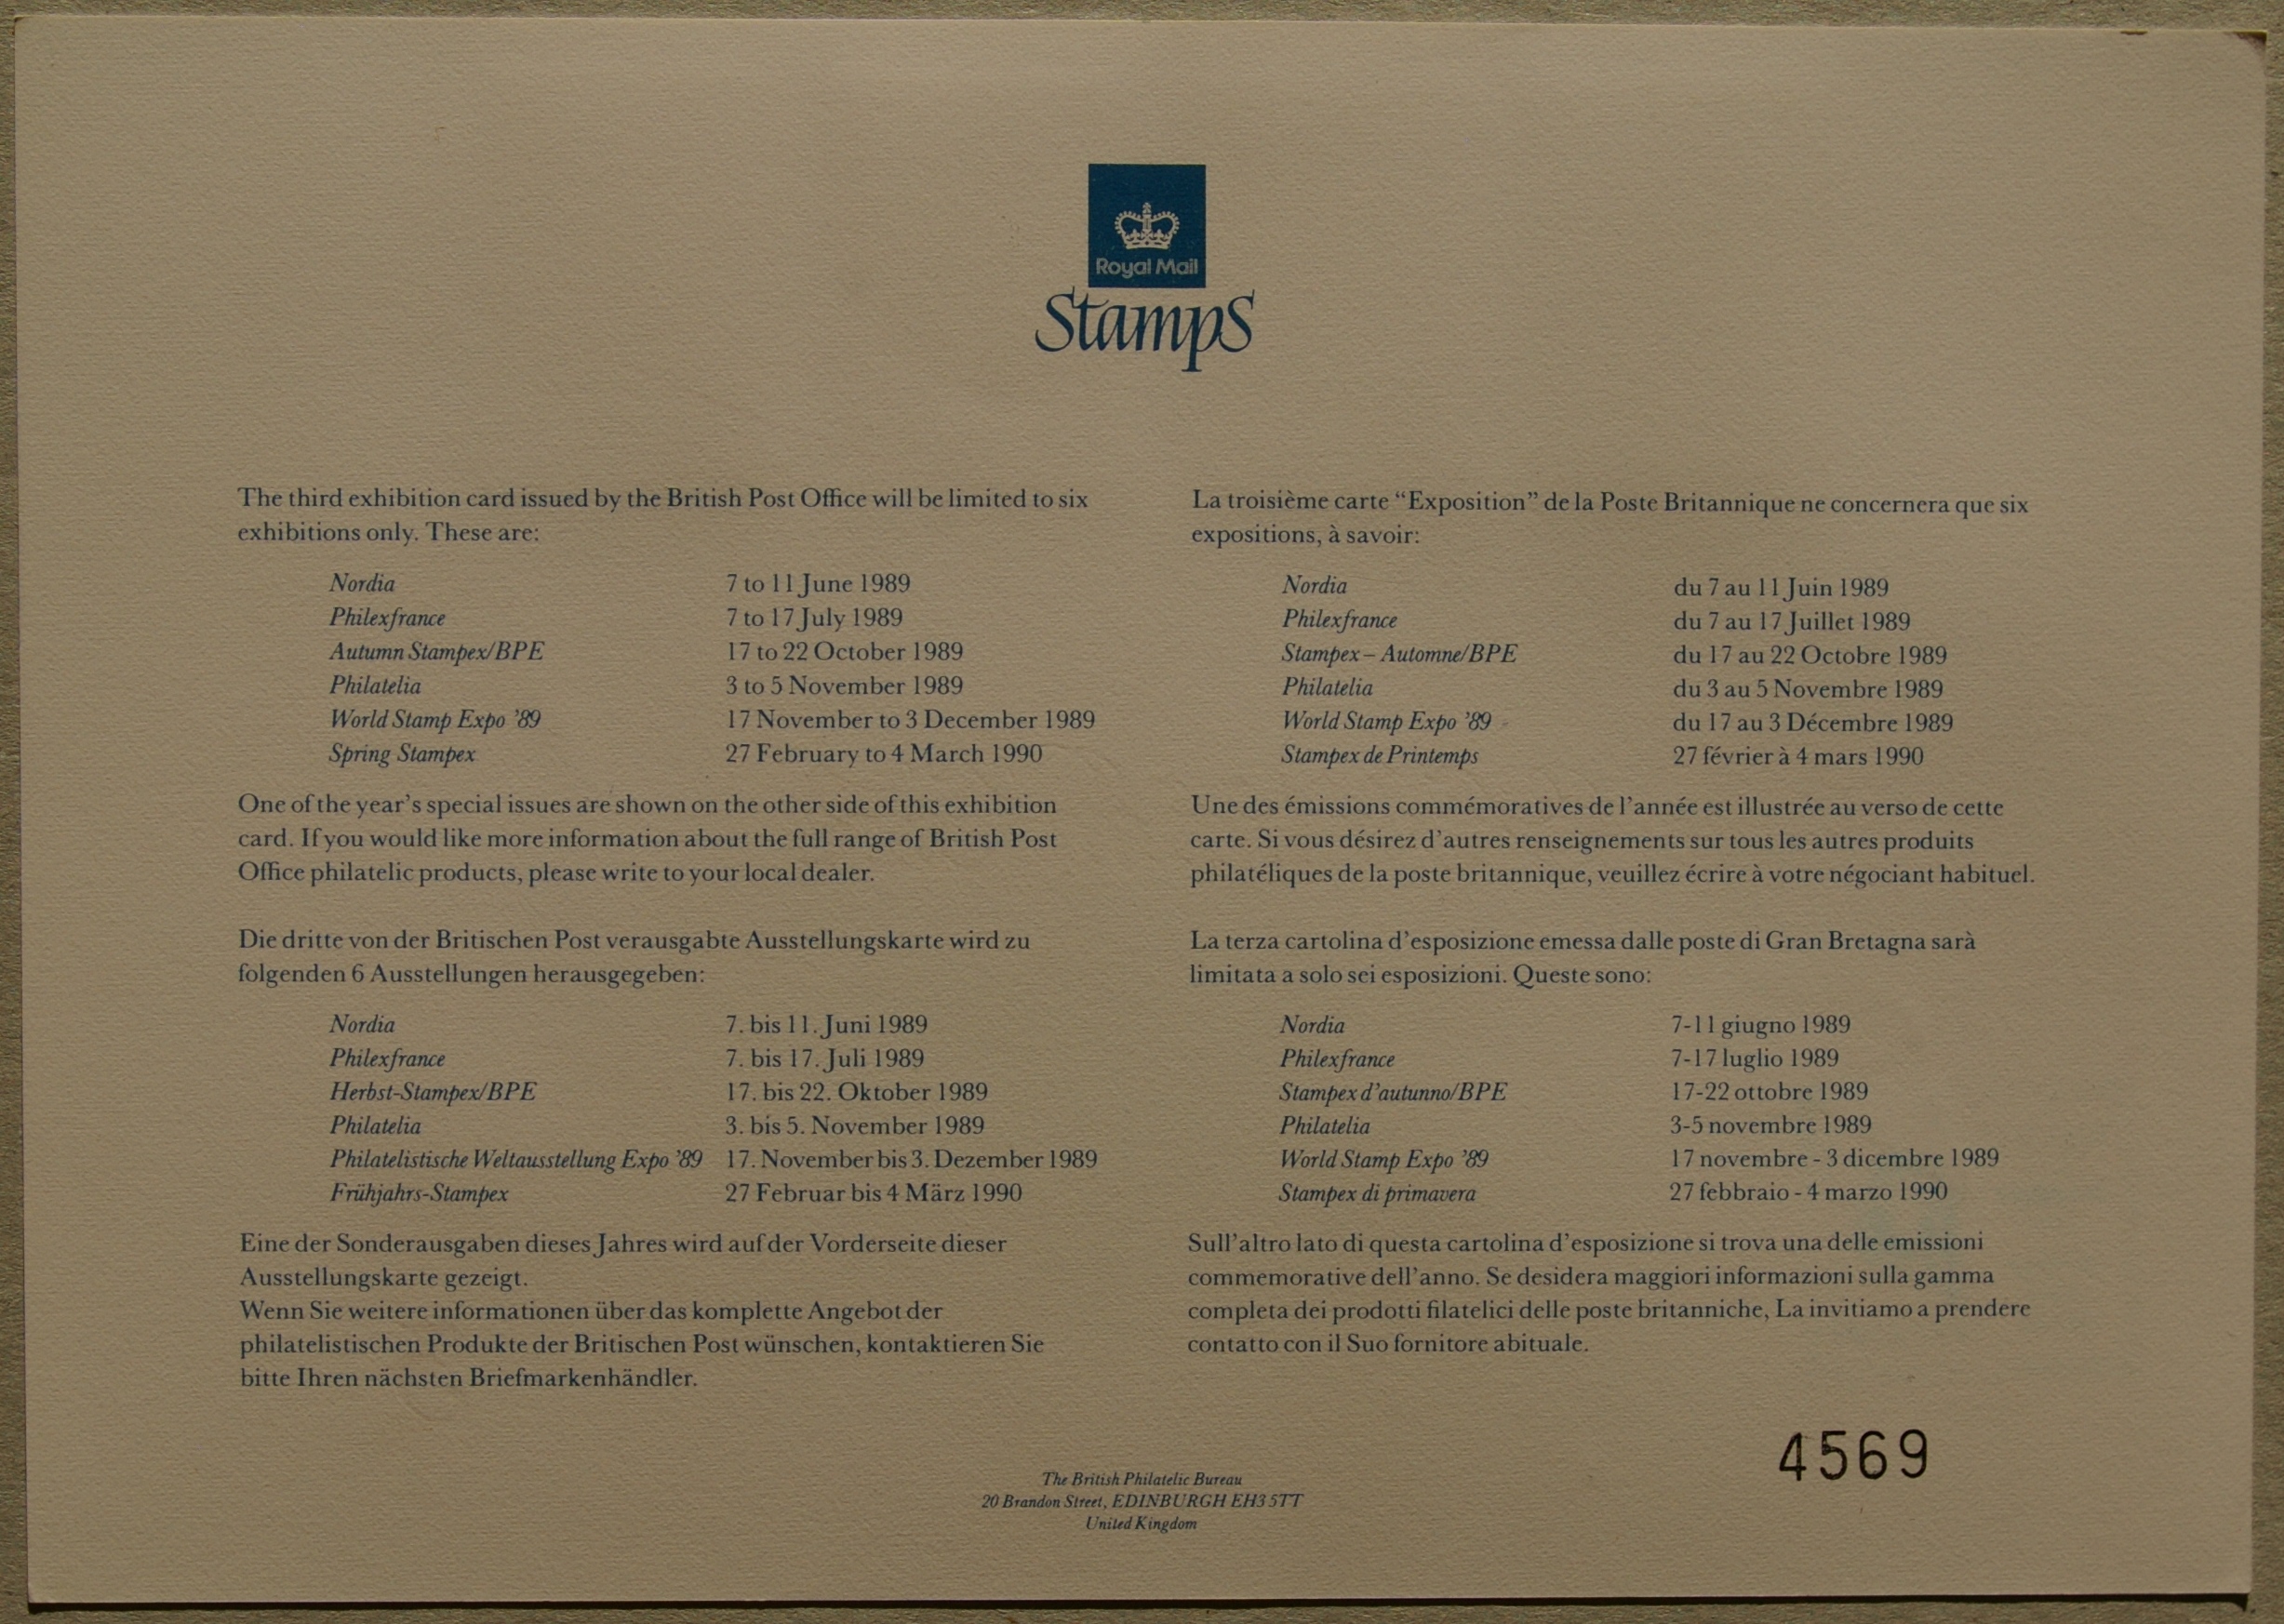 Royal Mail
Stamps
The third exhibition card issued by the British Post Office will be limited to six
exhibitions only. These are:
Nordia 7 to 11 June 1989
Philexfrance 7 to 17 July 1989
Autumn Stampex/BPE 17 to 22 October 1989
Philatelia 3 to 5 November 1989
World Stamp Expo ’89 17 November to 3 December 1989
Spring Stampex 27 February to 4 March 1990
One of the year’s special issues are shown on the other side of this exhibition
card. If you would like more information about the full range of British Post
Office philatelic products, please write to your local dealer.
Die dritte von der Britischen Post verausgabte Ausstellungskarte wird zu
folgenden 6 Ausstellungen herausgegeben:
Nordia 7. bis 11. Juni 1989
Philexfrance 7. bis 17. Juli 1989
Herbst-Stampex/BPE 17. bis 22. Oktober 1989
Philatelia 3. bis 5. November 1989
Philatelistische Weltausstellung Expo ’89 17. November bis 3. Dezember 1989
Frühjahrs-Stampex 27 Februar bis 4 März 1990
Eine der Sonderausgaben dieses Jahres wird auf der Vorderseite dieser
Ausstellungskarte gezeigt.
Wenn Sie weitere informationen über das komplette Angebot der
philatelistischen Produkte der Britischen Post wünschen, kontaktieren Sie
bitte Ihren nächsten Briefmarkenhändler.
La troisième carte “Exposition” de la Poste Britannique ne concernera que six
expositions, à savoir:
Nordia du 7 au 11 Juin 1989
Philexfrance du 7 au 17 Juillet 1989
Stampex – Automne/BPE du 17 au 22 Octobre 1989
Philatelia du 3 au 5 Novembre 1989
World Stamp Expo ’89 du 17 au 3 Décembre 1989
Stampex de Printemps 27 février à 4 mars 1990
Une des émissions commémoratives de l’année est illustrée au verso de cette
carte. Si vous désirez d’autres renseignements sur tous les autres produits
philatéliques de la poste britannique, veuillez écrire à votre négociant habituel.
La terza cartolina d’esposizione emessa dalle poste di Gran Bretagna sarà
limitata a solo sei esposizioni. Queste sono:
Nordia 7-11 giugno 1989
Philexfrance 7-17 luglio 1989
Stampex d’autunno/BPE 17-22 ottobre 1989
Philatelia 3-5 novembre 1989
World Stamp Expo ’89 17 novembre - 3 dicembre 1989
Stampex di primavera 27 febbraio - 4 marzo 1990
Sull’altro lato di questa cartolina d’esposizione si trova una delle emissioni
commemorative dell’anno. Se desidera maggiori informazioni sulla gamma
completa dei prodotti filatelici delle poste britanniche, La invitiamo a prendere
contatto con il Suo fornitore abituale.
4569
The British Philatelic Bureau
20 Brandon Street, EDINBURGH EH3 5TT
United Kingdom